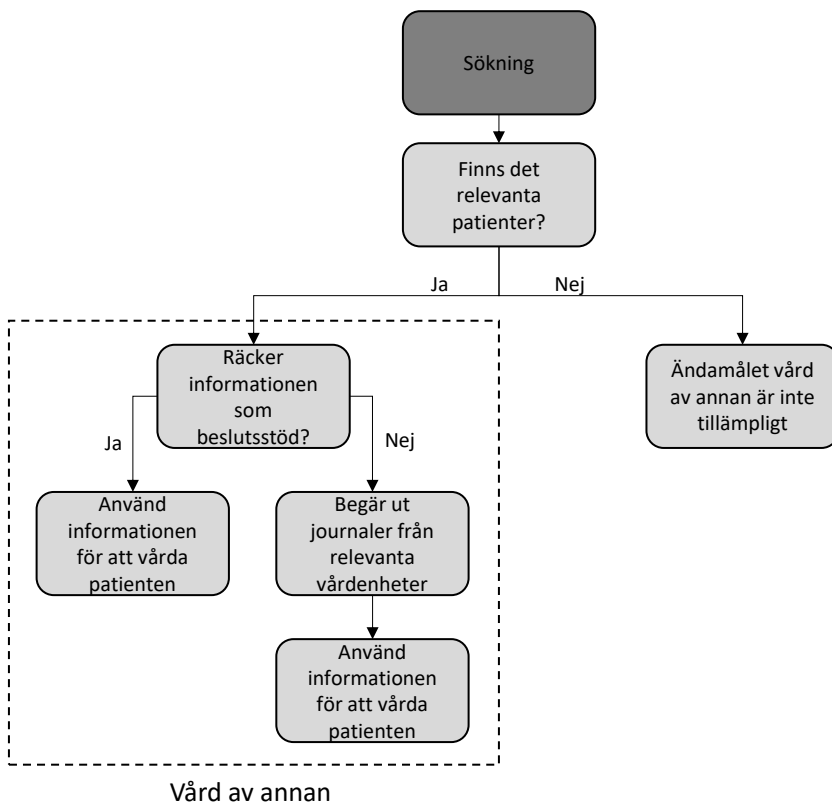 Sökning
Finns det
relevanta
patienter?
Ja
Nej
Räcker
informationen
som
beslutsstöd?
Ändamålet vård
av annan är inte
tillämpligt
Ja
Nej
Använd
informationen
för att vårda
patienten
Begär ut
journaler från
relevanta
vårdenheter
Använd
informationen
för att vårda
patienten
Vård av annan